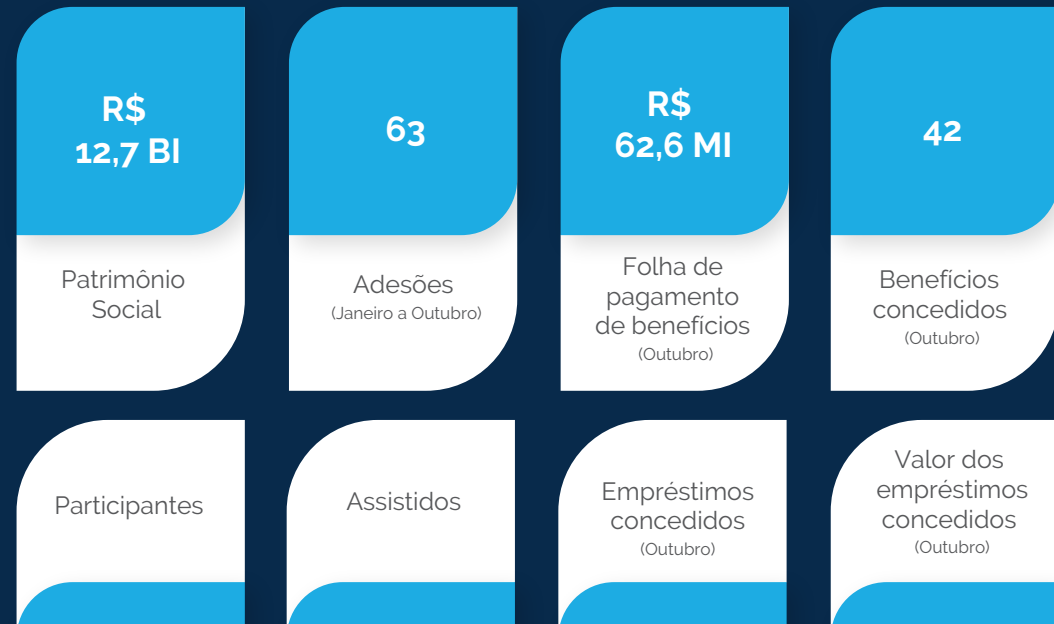 R$
12,7 BI
Patrimônio
Social
63
Adesões
(Janeiro a Outubro)
R$
62,6 MI
Folha de
pagamento
de benefícios
(Outubro)
42
Benefícios
concedidos
(Outubro)
Participantes
Assistidos
Empréstimos
concedidos
(Outubro)
Valor dos
empréstimos
concedidos
(Outubro)